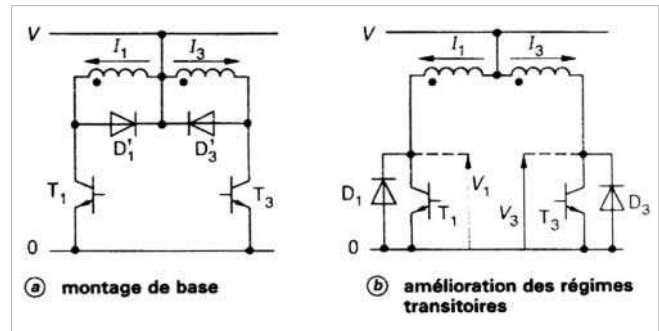 V
I1 I3
D'1 D'3
T1 T3
0
ⓐ montage de base
V
I1 I3
D1 T1 V1 V3 T3 D3
0
ⓑ amélioration des régimes
transitoires